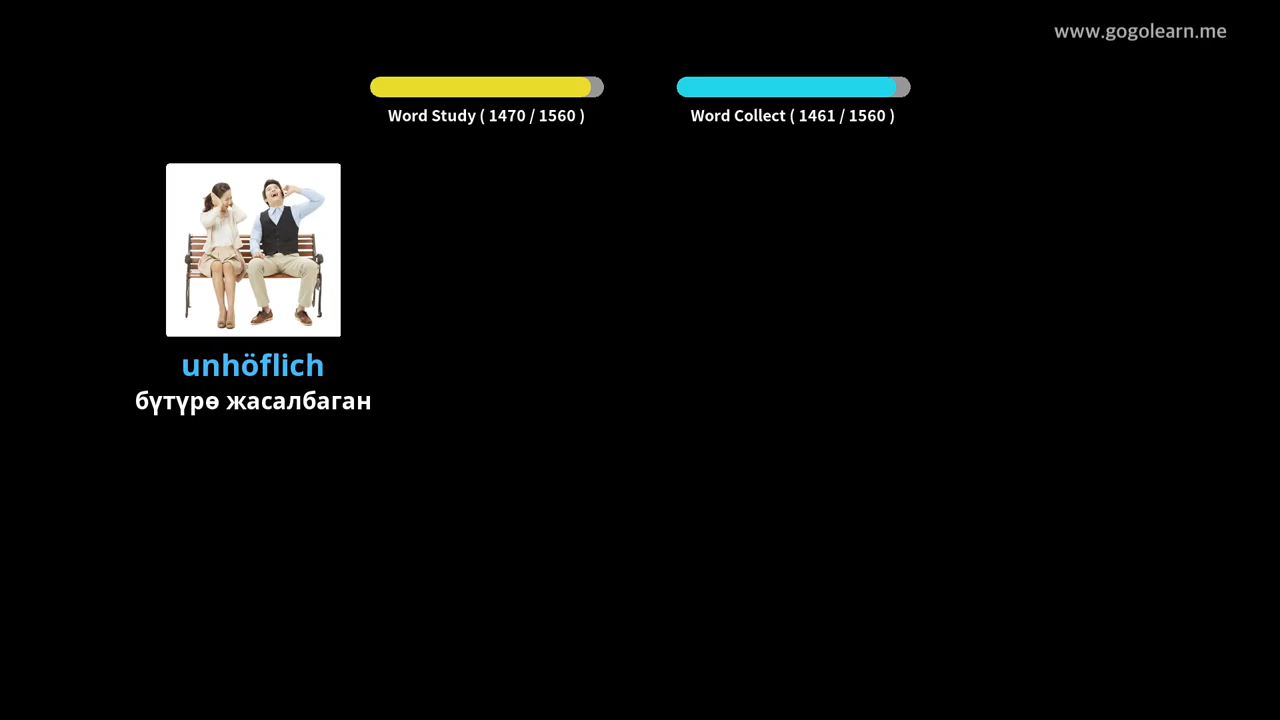 www.gogolearn.me
Word Study ( 1470 / 1560 )
Word Collect ( 1461 / 1560 )
unhöflich
бүтүрө жасалбаган